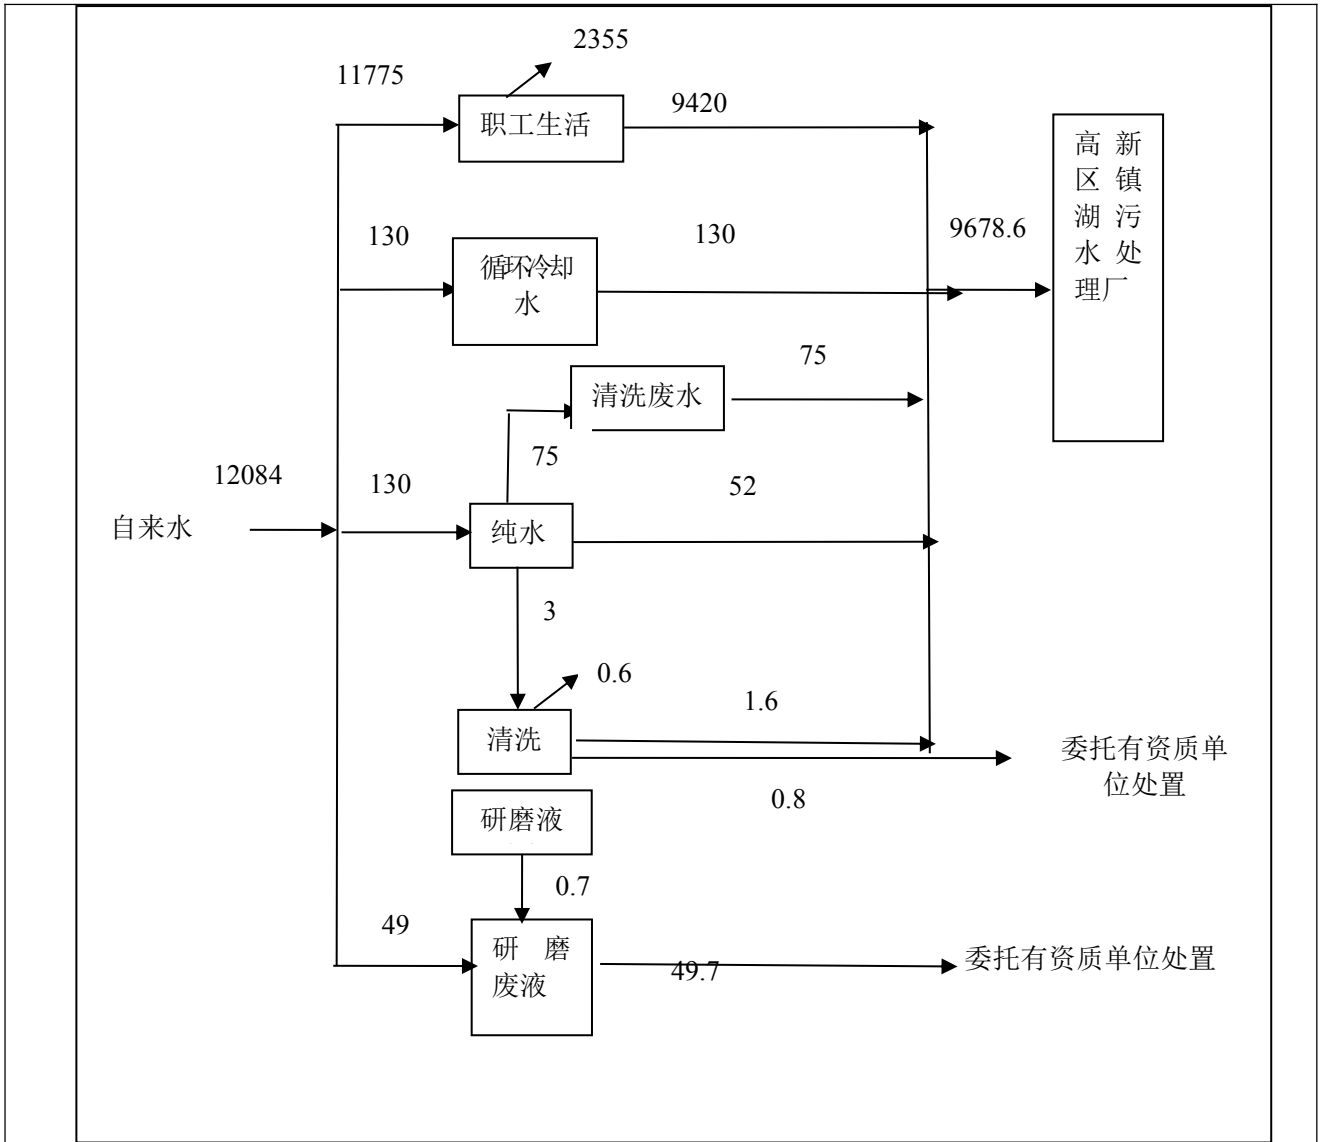 2355
11775
9420
职工生活
高 新
区 镇
湖 污
水 处
理厂
130
130
9678.6
循环冷却
水
75
清洗废水
75
12084
130
52
自来水
纯水
3
0.6
1.6
清洗
委托有资质单
位处置
0.8
研磨液
0.7
49
研 磨
废液
49.7
委托有资质单位处置